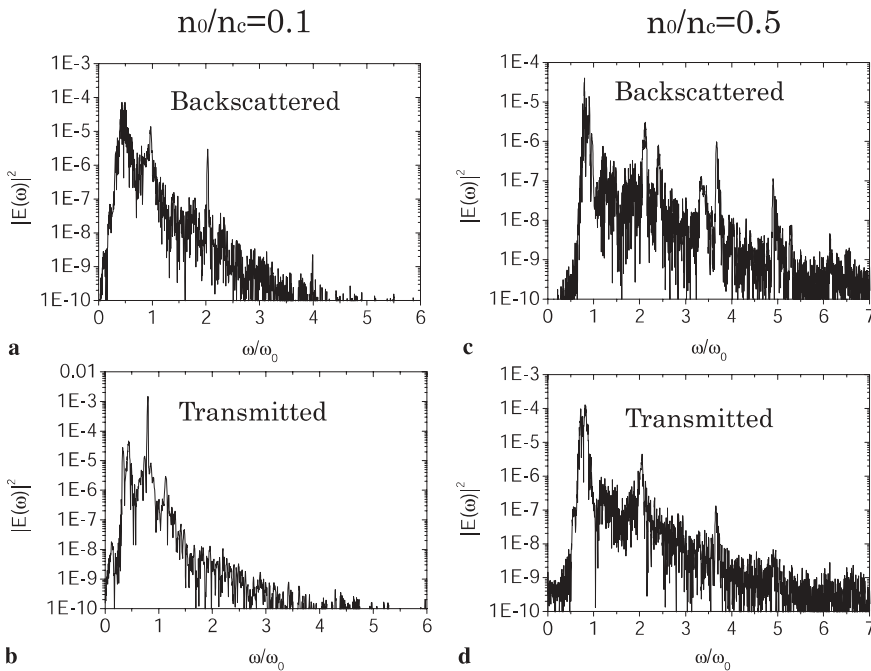 n₀/n_c=0.1
n₀/n_c=0.5
1E-3
1E-4
1E-5
1E-6
1E-7
1E-8
1E-9
1E-10
|E(ω)|²
Backscattered
0 1 2 3 4 5 6
ω/ω₀
a
0.01
1E-3
1E-4
1E-5
1E-6
1E-7
1E-8
1E-9
1E-10
|E(ω)|²
Transmitted
0 1 2 3 4 5 6
ω/ω₀
b
1E-4
1E-5
1E-6
1E-7
1E-8
1E-9
1E-10
|E(ω)|²
Backscattered
0 1 2 3 4 5 6 7
ω/ω₀
c
1E-3
1E-4
1E-5
1E-6
1E-7
1E-8
1E-9
1E-10
|E(ω)|²
Transmitted
0 1 2 3 4 5 6 7
ω/ω₀
d